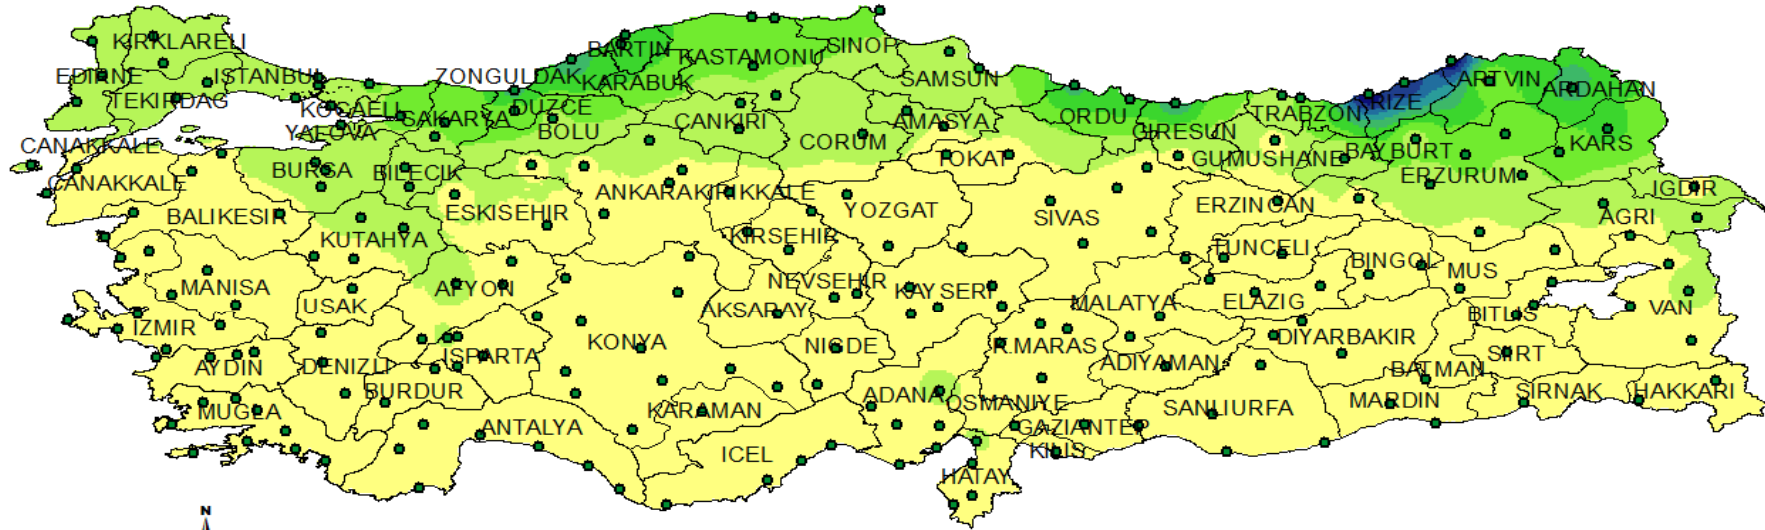 KIRKLARELI
EDIRNE
TEKIRDAG
ISTANBUL
KOCAELI
YALOVA
SAKARYA
DUZCE
BOLU
ZONGULDAK
BARTIN
KARABUK
KASTAMONU
SINOP
SAMSUN
CANKIRI
CORUM
AMASYA
TOKAT
ORDU
GIRESUN
GUMUSHANE
TRABZON
RIZE
ARTVIN
ARDAHAN
KARS
BAYBURT
ERZURUM
IGDIR
AGRI
CANAKKALE
CANAKKALE
BURSA
BILECIK
BALIKESIR
KUTAHYA
ESKISEHIR
ANKARA
KIRIKKALE
KIRSEHIR
YOZGAT
SIVAS
ERZINCAN
TUNCELI
BINGOL
MUS
MANISA
USAK
AFYON
KONYA
AKSARAY
NEVSEHIR
KAYSERI
MALATYA
ELAZIG
DIYARBAKIR
BITLIS
VAN
IZMIR
AYDIN
DENIZLI
ISPARTA
BURDUR
NIGDE
K.MARAS
ADIYAMAN
BATMAN
SIIRT
SIRNAK
HAKKARI
MUGLA
ANTALYA
KARAMAN
ICEL
ADANA
OSMANIYE
GAZIANTEP
KILIS
HATAY
SANLIURFA
MARDIN
N